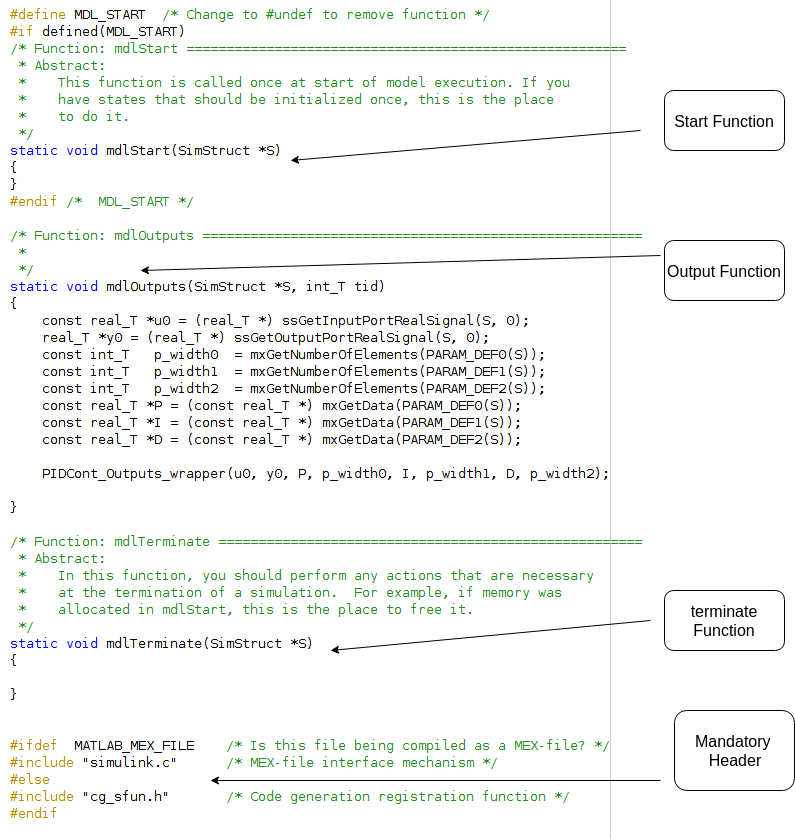 #define MDL_START  /* Change to #undef to remove function */
#if defined(MDL_START)
/* Function: mdlStart =======================================================
 * Abstract:
 *    This function is called once at start of model execution. If you
 *    have states that should be initialized once, this is the place
 *    to do it.
 */
static void mdlStart(SimStruct *S)
{
}
#endif /*  MDL_START */
Start Function
/* Function: mdlOutputs =======================================================
 *
 */
static void mdlOutputs(SimStruct *S, int_T tid)
{
    const real_T *u0 = (real_T *) ssGetInputPortRealSignal(S, 0);
    real_T *y0 = (real_T *) ssGetOutputPortRealSignal(S, 0);
    const int_T   p_width0  = mxGetNumberOfElements(PARAM_DEF0(S));
    const int_T   p_width1  = mxGetNumberOfElements(PARAM_DEF1(S));
    const int_T   p_width2  = mxGetNumberOfElements(PARAM_DEF2(S));
    const real_T *P = (const real_T *) mxGetData(PARAM_DEF0(S));
    const real_T *I = (const real_T *) mxGetData(PARAM_DEF1(S));
    const real_T *D = (const real_T *) mxGetData(PARAM_DEF2(S));
    PIDCont_Outputs_wrapper(u0, y0, P, p_width0, I, p_width1, D, p_width2);
}
Output Function
/* Function: mdlTerminate =====================================================
 * Abstract:
 *    In this function, you should perform any actions that are necessary
 *    at the termination of a simulation.  For example, if memory was
 *    allocated in mdlStart, this is the place to free it.
 */
static void mdlTerminate(SimStruct *S)
{
}
terminate
Function
#ifdef  MATLAB_MEX_FILE    /* Is this file being compiled as a MEX-file? */
#include "simulink.c"      /* MEX-file interface mechanism */
#else
#include "cg_sfun.h"       /* Code generation registration function */
#endif
Mandatory
Header